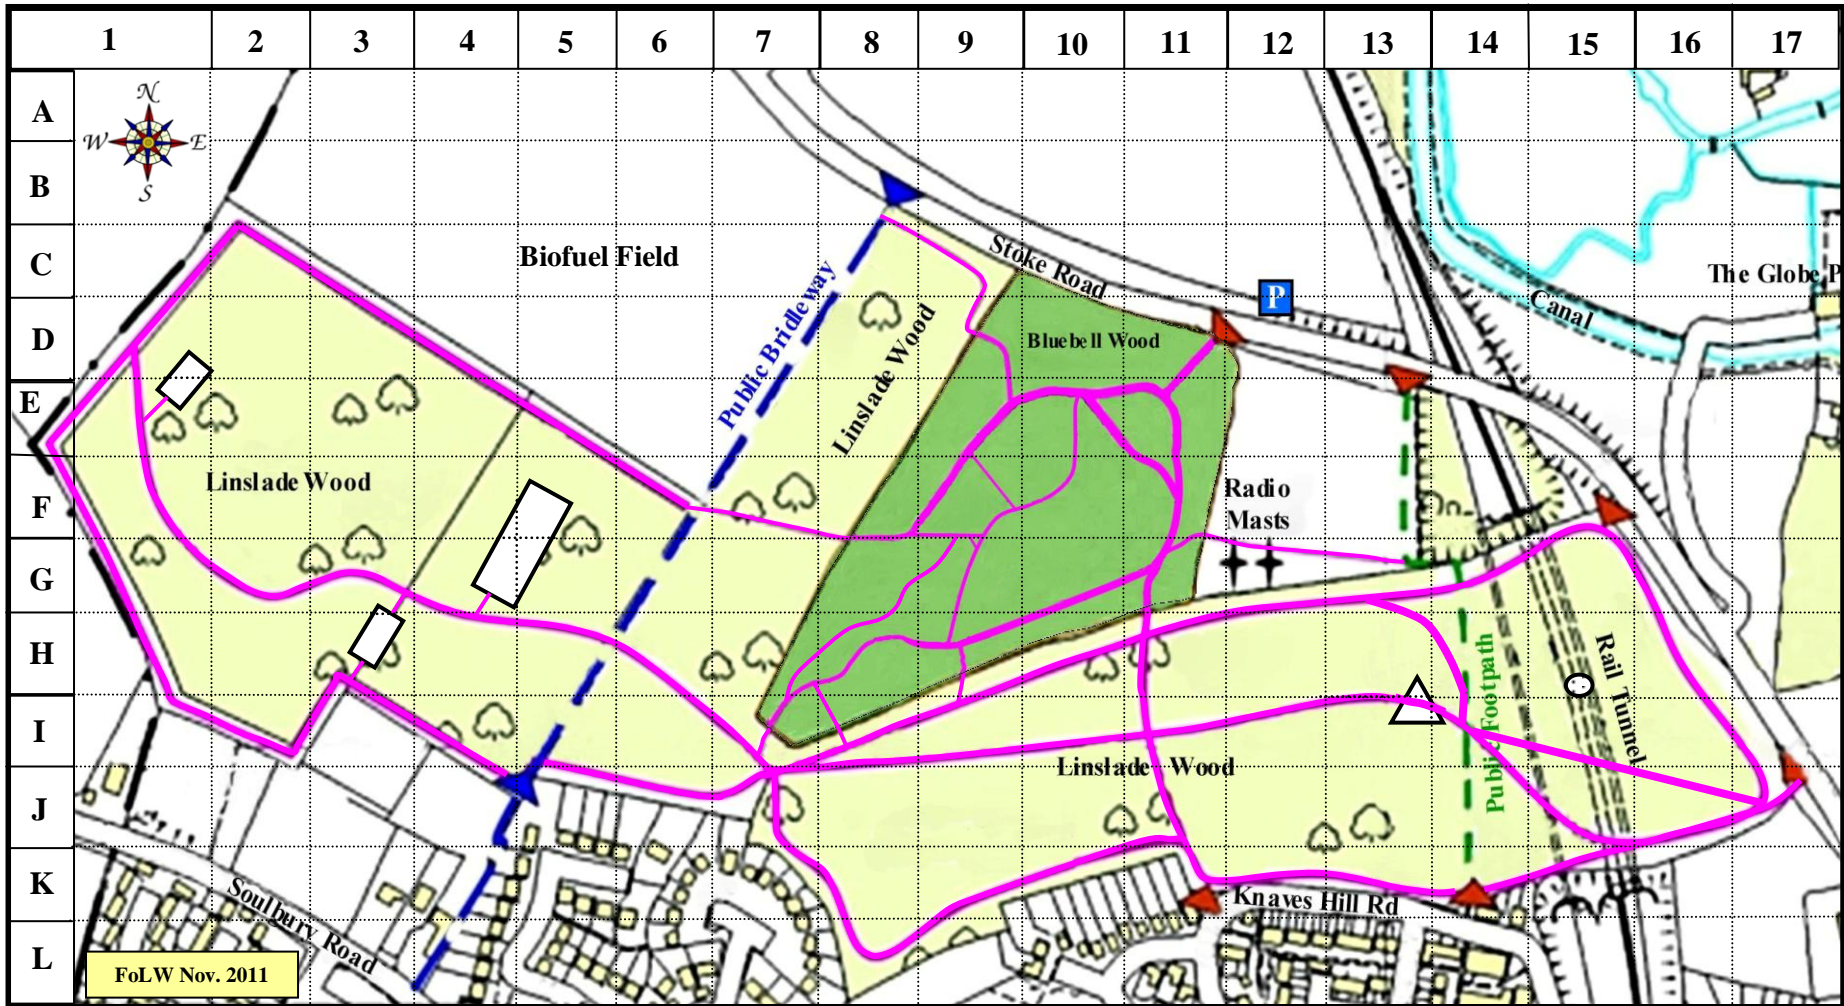 1 2 3 4 5 6 7 8 9 10 11 12 13 14 15 16 17
A
N
W E
S
B
C
Biofuel Field
Stoke Road
The Globe P
P
Canal
D
Public Bridleway
Linslade Wood
Bluebell Wood
E
Linslade Wood
F
Radio
Masts
G
H
Public Footpath
Rail Tunnel
I
Linslade Wood
J
K
Soulbury Road
Knaves Hill Rd
L
FoLW Nov. 2011